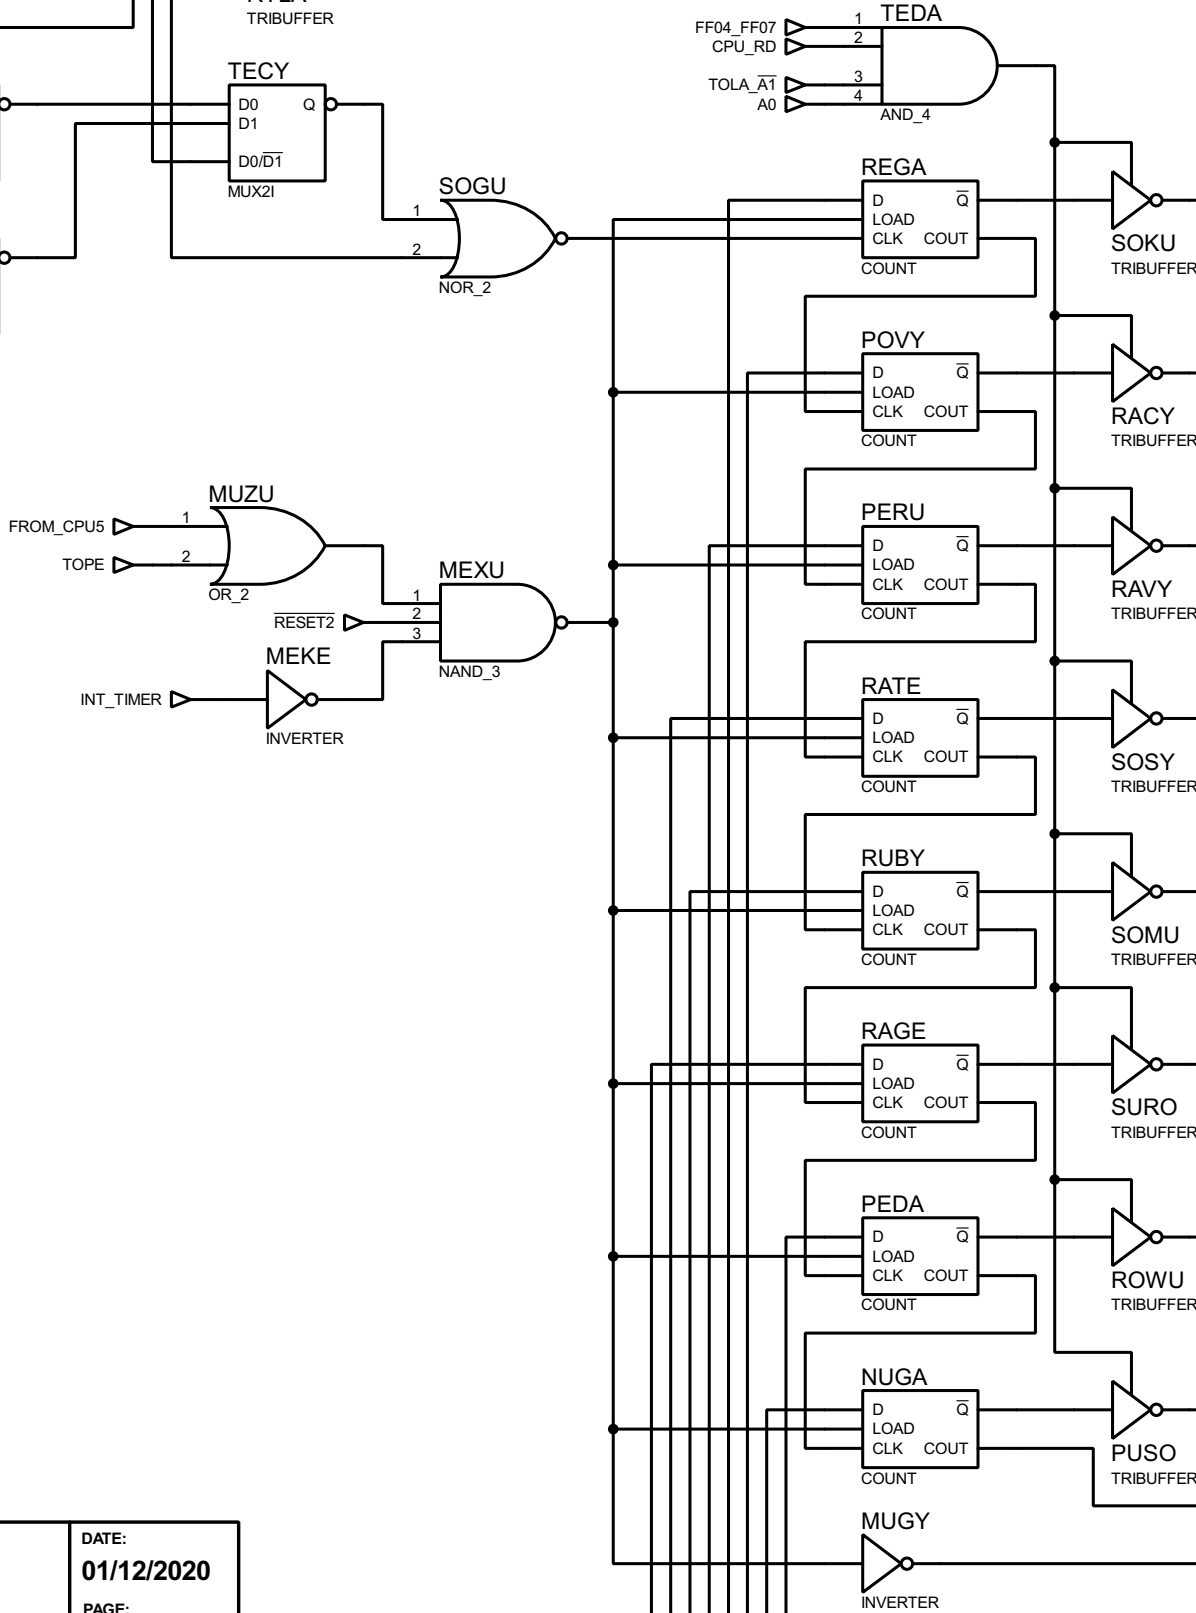 TRIBUFFER
TECY
D0 Q
D1
D0/D1
MUX2I
SOGU
1
2
NOR_2
FROM_CPU5
TOPE
MUZU
1
2
OR_2
RESET2
MEXU
1
2
3
NAND_3
INT_TIMER
MEKE
INVERTER
TEDA
FF04_FF07 1
CPU_RD 2
TOLA_A1 3
A0 4
AND_4
REGA
D Q
LOAD
CLK COUT
COUNT
SOKU
TRIBUFFER
POVY
D Q
LOAD
CLK COUT
COUNT
RACY
TRIBUFFER
PERU
D Q
LOAD
CLK COUT
COUNT
RAVY
TRIBUFFER
RATE
D Q
LOAD
CLK COUT
COUNT
SOSY
TRIBUFFER
RUBY
D Q
LOAD
CLK COUT
COUNT
SOMU
TRIBUFFER
RAGE
D Q
LOAD
CLK COUT
COUNT
SURO
TRIBUFFER
PEDA
D Q
LOAD
CLK COUT
COUNT
ROWU
TRIBUFFER
NUGA
D Q
LOAD
CLK COUT
COUNT
PUSO
TRIBUFFER
MUGY
INVERTER
DATE:
01/12/2020
PAGE: